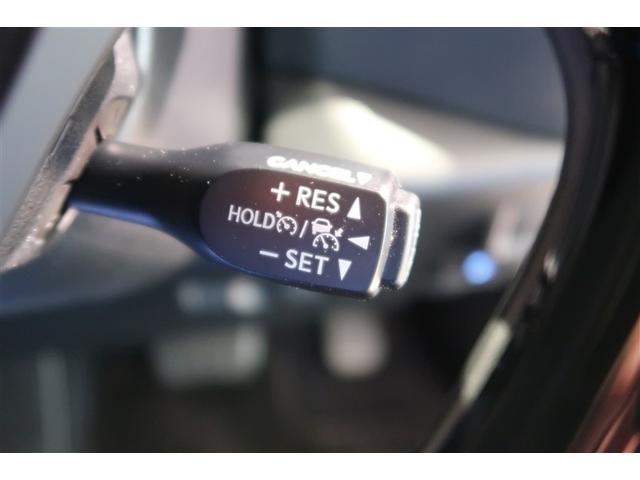 CANCEL▼
+ RES ▲
HOLD / ◄
− SET ▼